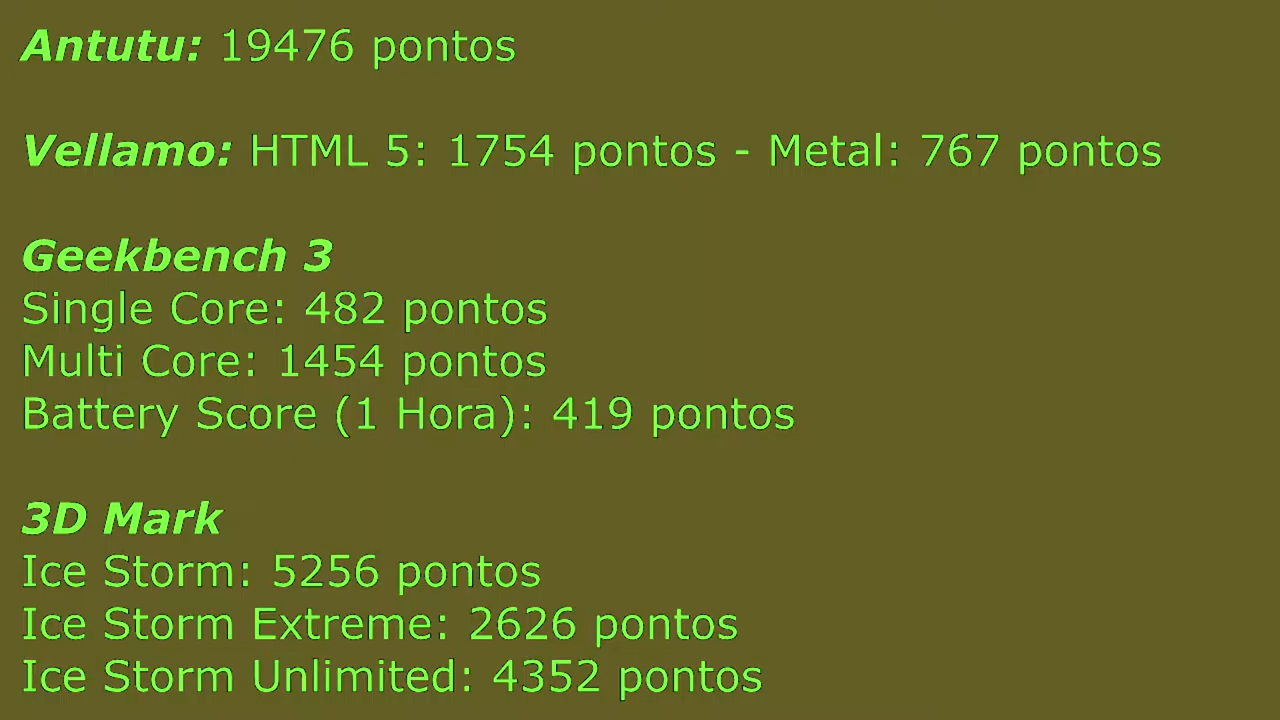 Antutu: 19476 pontos
Vellamo: HTML 5: 1754 pontos - Metal: 767 pontos
Geekbench 3
Single Core: 482 pontos
Multi Core: 1454 pontos
Battery Score (1 Hora): 419 pontos
3D Mark
Ice Storm: 5256 pontos
Ice Storm Extreme: 2626 pontos
Ice Storm Unlimited: 4352 pontos